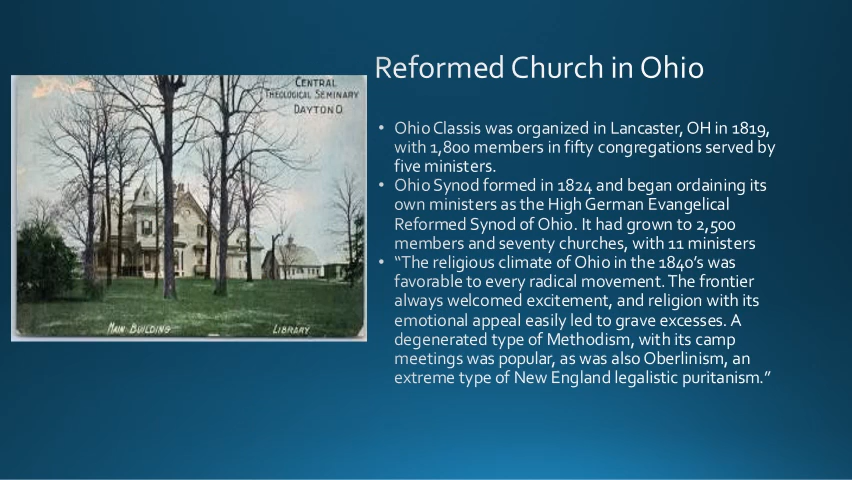 Reformed Church in Ohio
CENTRAL
THEOLOGICAL SEMINARY
DAYTON O
MAIN BUILDING
LIBRARY
• Ohio Classis was organized in Lancaster, OH in 1819,
with 1,800 members in fifty congregations served by
five ministers.
• Ohio Synod formed in 1824 and began ordaining its
own ministers as the High German Evangelical
Reformed Synod of Ohio. It had grown to 2,500
members and seventy churches, with 11 ministers
• “The religious climate of Ohio in the 1840’s was
favorable to every radical movement. The frontier
always welcomed excitement, and religion with its
emotional appeal easily led to grave excesses. A
degenerated type of Methodism, with its camp
meetings was popular, as was also Oberlinism, an
extreme type of New England legalistic puritanism.”